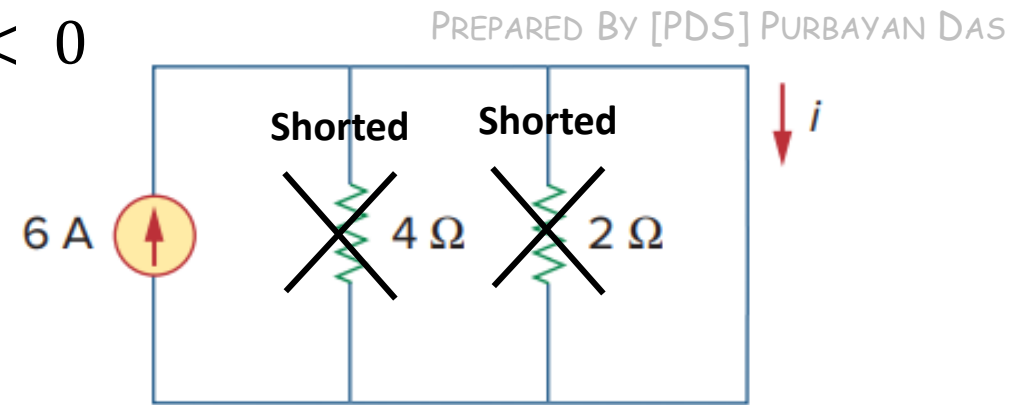 PREPARED BY [PDS] PURBAYAN DAS
< 0
Shorted Shorted
i
6 A 4 Ω 2 Ω